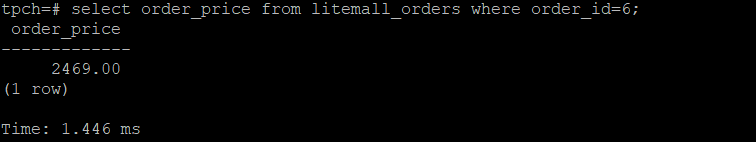 tpch=# select order_price from litemall_orders where order_id=6;
 order_price
-------------
     2469.00
(1 row)

Time: 1.446 ms